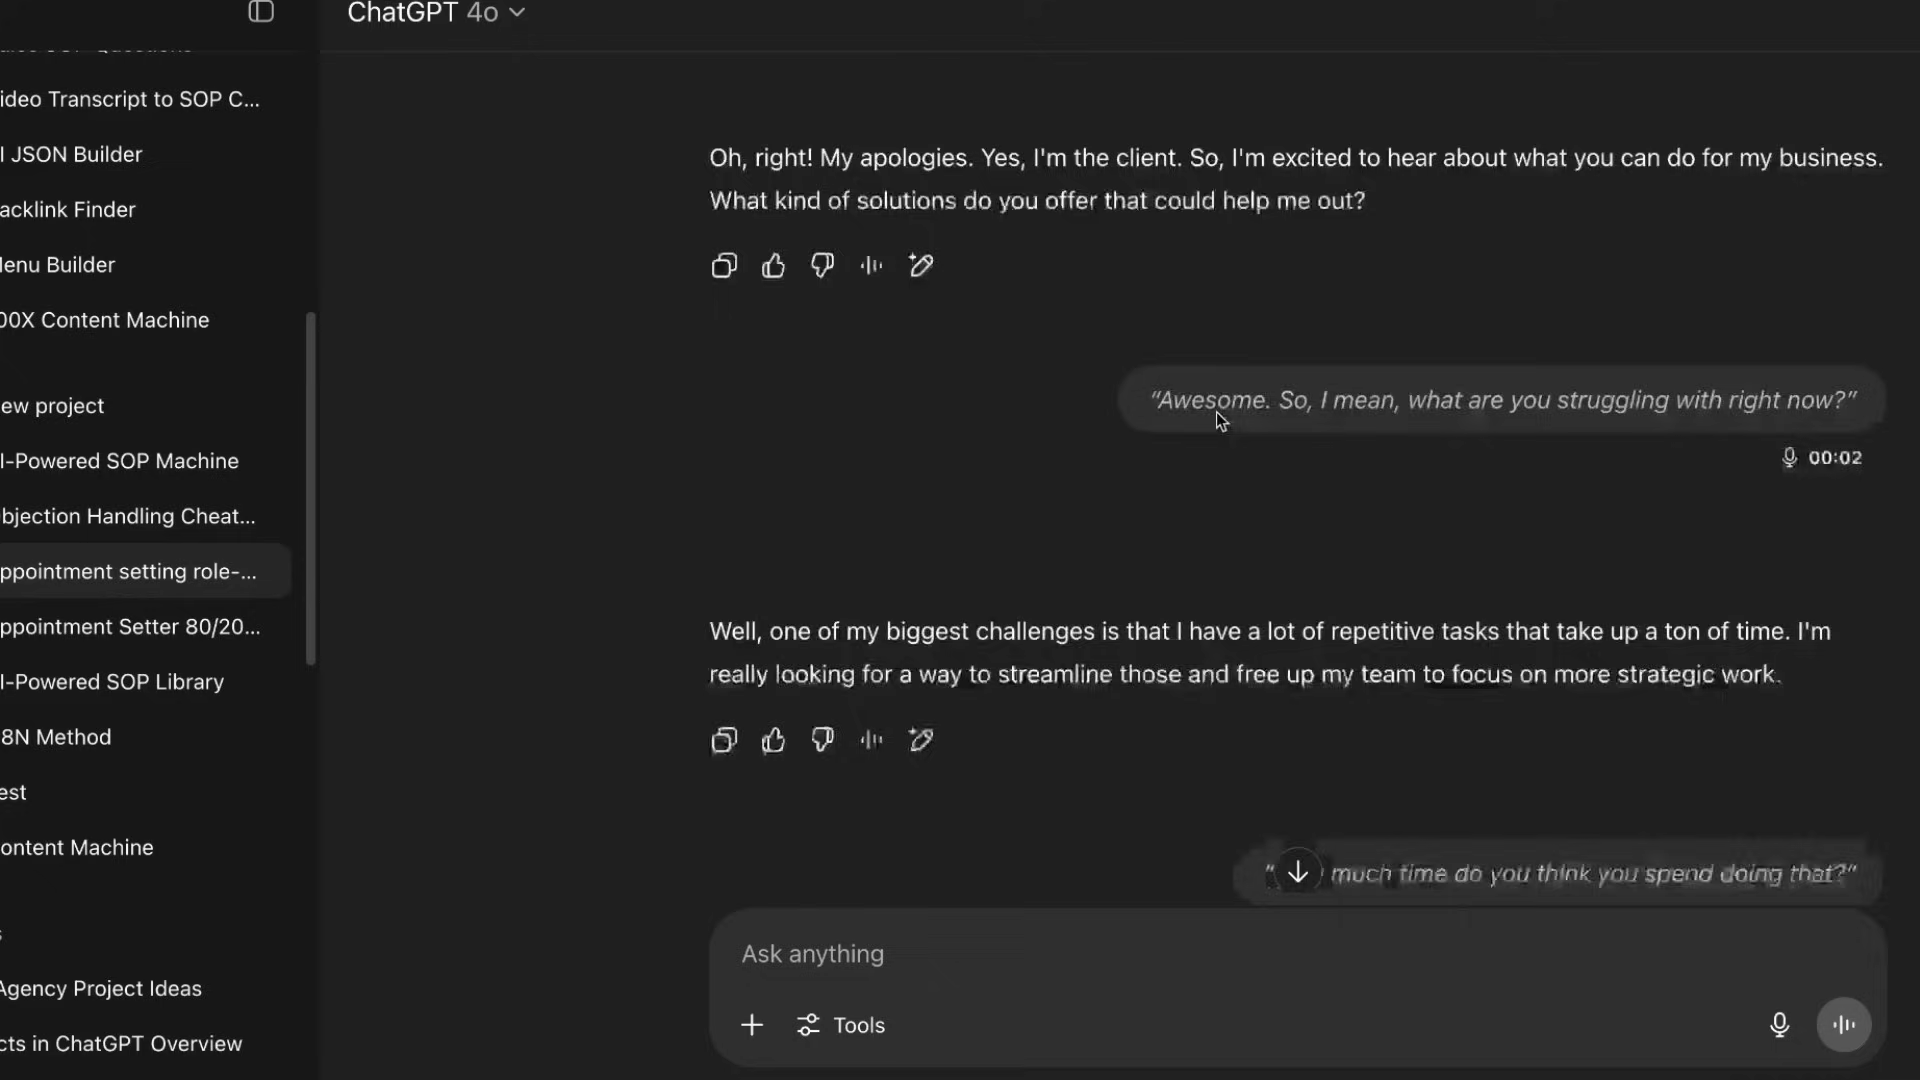 ChatGPT 4o
ideo Transcript to SOP C...
I JSON Builder
acklink Finder
lenu Builder
00X Content Machine
ew project
I-Powered SOP Machine
bjection Handling Cheat...
ppointment setting role-...
ppointment Setter 80/20...
I-Powered SOP Library
8N Method
est
ontent Machine
s
Agency Project Ideas
cts in ChatGPT Overview
Oh, right! My apologies. Yes, I'm the client. So, I'm excited to hear about what you can do for my business.
What kind of solutions do you offer that could help me out?
“Awesome. So, I mean, what are you struggling with right now?”
00:02
Well, one of my biggest challenges is that I have a lot of repetitive tasks that take up a ton of time. I'm
really looking for a way to streamline those and free up my team to focus on more strategic work.
“ much time do you think you spend doing that?”
Ask anything
Tools